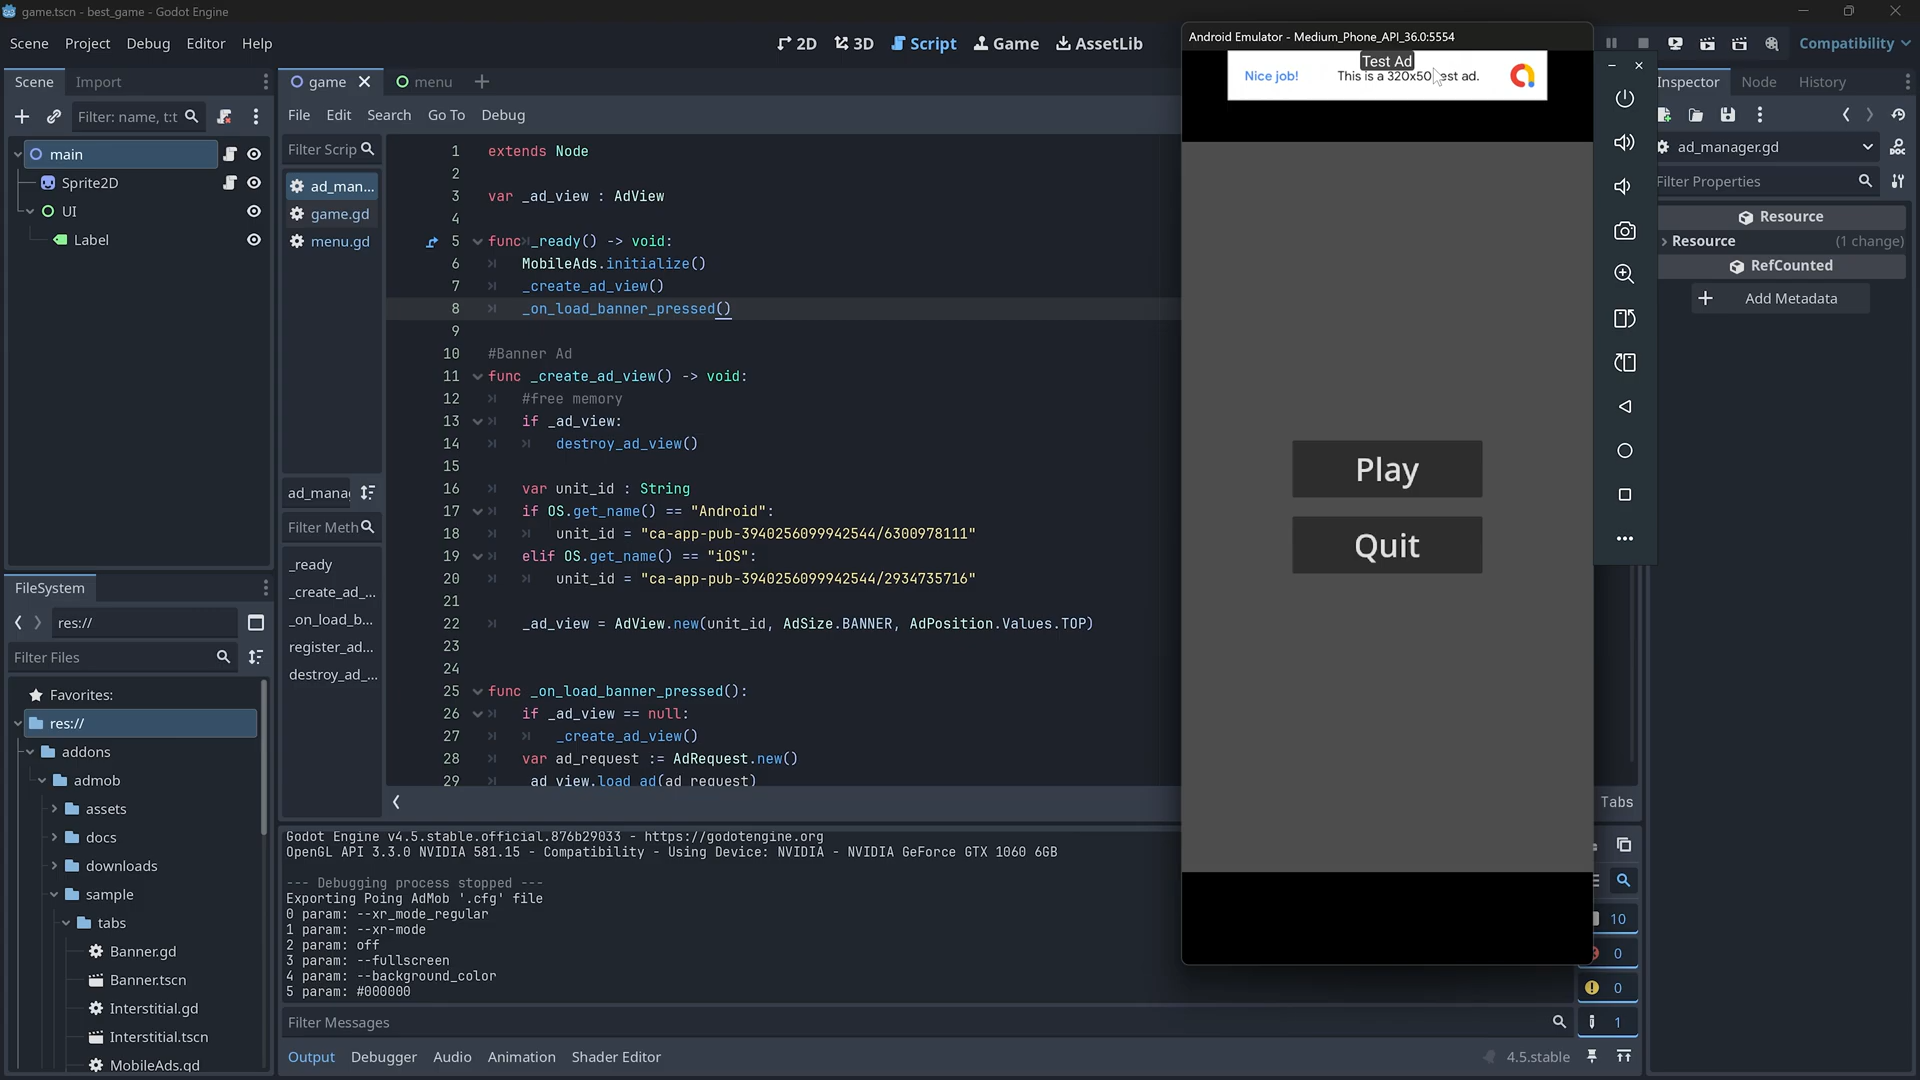 game.tscn - best_game - Godot Engine
Scene Project Debug Editor Help
2D 3D Script Game AssetLib
Compatibility
Scene Import
Filter: name, t:t
main
Sprite2D
UI
Label
FileSystem
res://
Filter Files
Favorites:
res://
addons
admob
assets
docs
downloads
sample
tabs
Banner.gd
Banner.tscn
Interstitial.gd
Interstitial.tscn
MobileAds.gd
game menu
File Edit Search Go To Debug
Filter Scrip
ad_man...
game.gd
menu.gd
ad_mana
Filter Meth
_ready
_create_ad_...
_on_load_b...
register_ad...
destroy_ad_...
1 extends Node
2
3 var _ad_view : AdView
4
5 func _ready() -> void:
6 MobileAds.initialize()
7 _create_ad_view()
8 _on_load_banner_pressed()
9
10 #Banner Ad
11 func _create_ad_view() -> void:
12 #free memory
13 if _ad_view:
14 destroy_ad_view()
15
16 var unit_id : String
17 if OS.get_name() == "Android":
18 unit_id = "ca-app-pub-3940256099942544/6300978111"
19 elif OS.get_name() == "iOS":
20 unit_id = "ca-app-pub-3940256099942544/2934735716"
21
22 _ad_view = AdView.new(unit_id, AdSize.BANNER, AdPosition.Values.TOP)
23
24
25 func _on_load_banner_pressed():
26 if _ad_view == null:
27 _create_ad_view()
28 var ad_request := AdRequest.new()
29 _ad_view.load_ad(ad_request)
Tabs
Godot Engine v4.5.stable.official.876b29033 - https://godotengine.org
OpenGL API 3.3.0 NVIDIA 581.15 - Compatibility - Using Device: NVIDIA - NVIDIA GeForce GTX 1060 6GB
--- Debugging process stopped ---
Exporting Poing AdMob '.cfg' file
0 param: --xr_mode_regular
1 param: --xr-mode
2 param: off
3 param: --fullscreen
4 param: --background_color
5 param: #000000
Filter Messages
10
0
0
1
Output Debugger Audio Animation Shader Editor
4.5.stable
Android Emulator - Medium_Phone_API_36.0:5554
Test Ad
Nice job! This is a 320x50 test ad.
Play
Quit
Inspector Node History
ad_manager.gd
Filter Properties
Resource
Resource (1 change)
RefCounted
Add Metadata